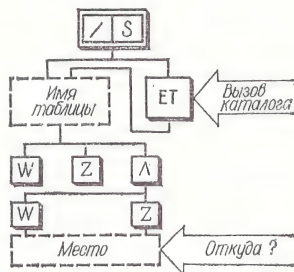 / S
Имя
таблицы
ET
Вызов
каталога
W Z Λ
W Z
Место
Откуда ?